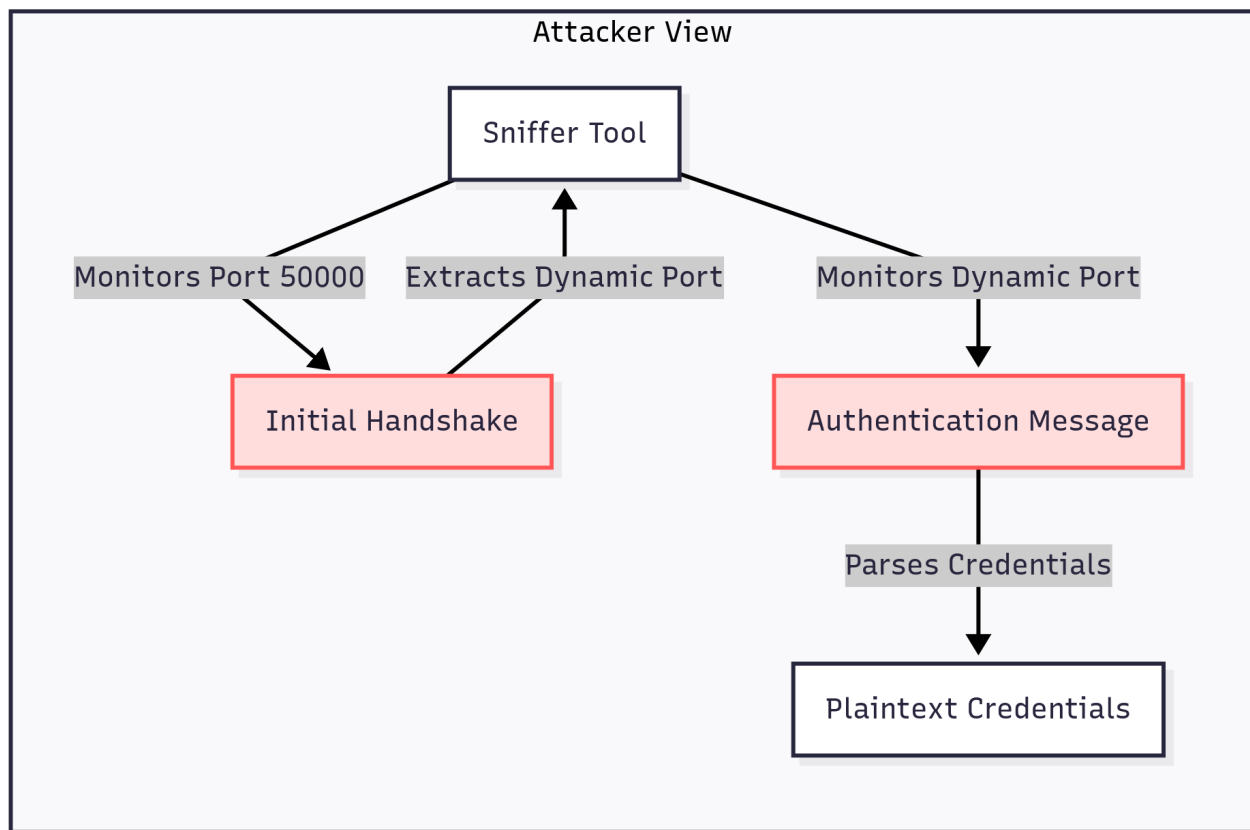 Attacker View
Sniffer Tool
Monitors Port 50000
Extracts Dynamic Port
Monitors Dynamic Port
Initial Handshake
Authentication Message
Parses Credentials
Plaintext Credentials